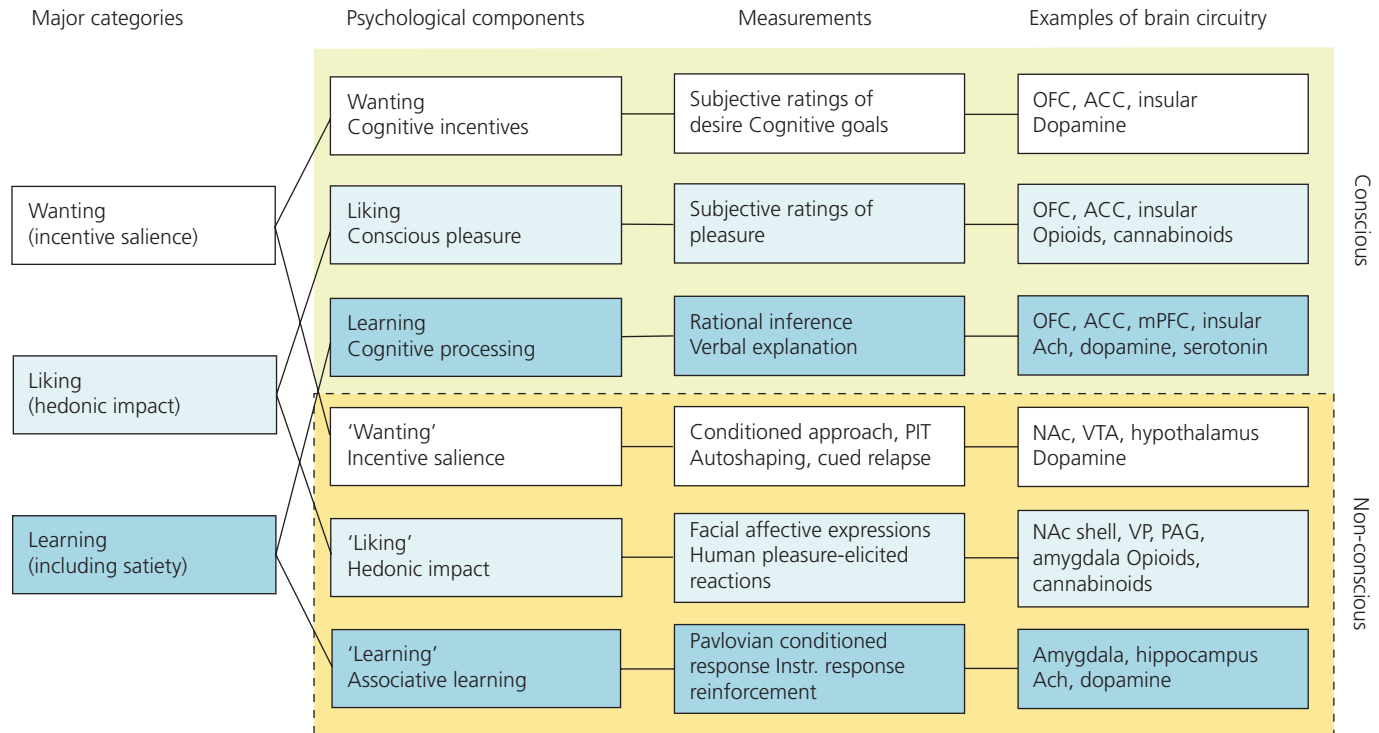 Major categories
Psychological components
Measurements
Examples of brain circuitry
Wanting
(incentive salience)
Liking
(hedonic impact)
Learning
(including satiety)
Wanting
Cognitive incentives
Subjective ratings of
desire Cognitive goals
OFC, ACC, insular
Dopamine
Liking
Conscious pleasure
Subjective ratings of
pleasure
OFC, ACC, insular
Opioids, cannabinoids
Learning
Cognitive processing
Rational inference
Verbal explanation
OFC, ACC, mPFC, insular
Ach, dopamine, serotonin
Conscious
'Wanting'
Incentive salience
Conditioned approach, PIT
Autoshaping, cued relapse
NAc, VTA, hypothalamus
Dopamine
'Liking'
Hedonic impact
Facial affective expressions
Human pleasure-elicited
reactions
NAc shell, VP, PAG,
amygdala Opioids,
cannabinoids
'Learning'
Associative learning
Pavlovian conditioned
response Instr. response
reinforcement
Amygdala, hippocampus
Ach, dopamine
Non-conscious